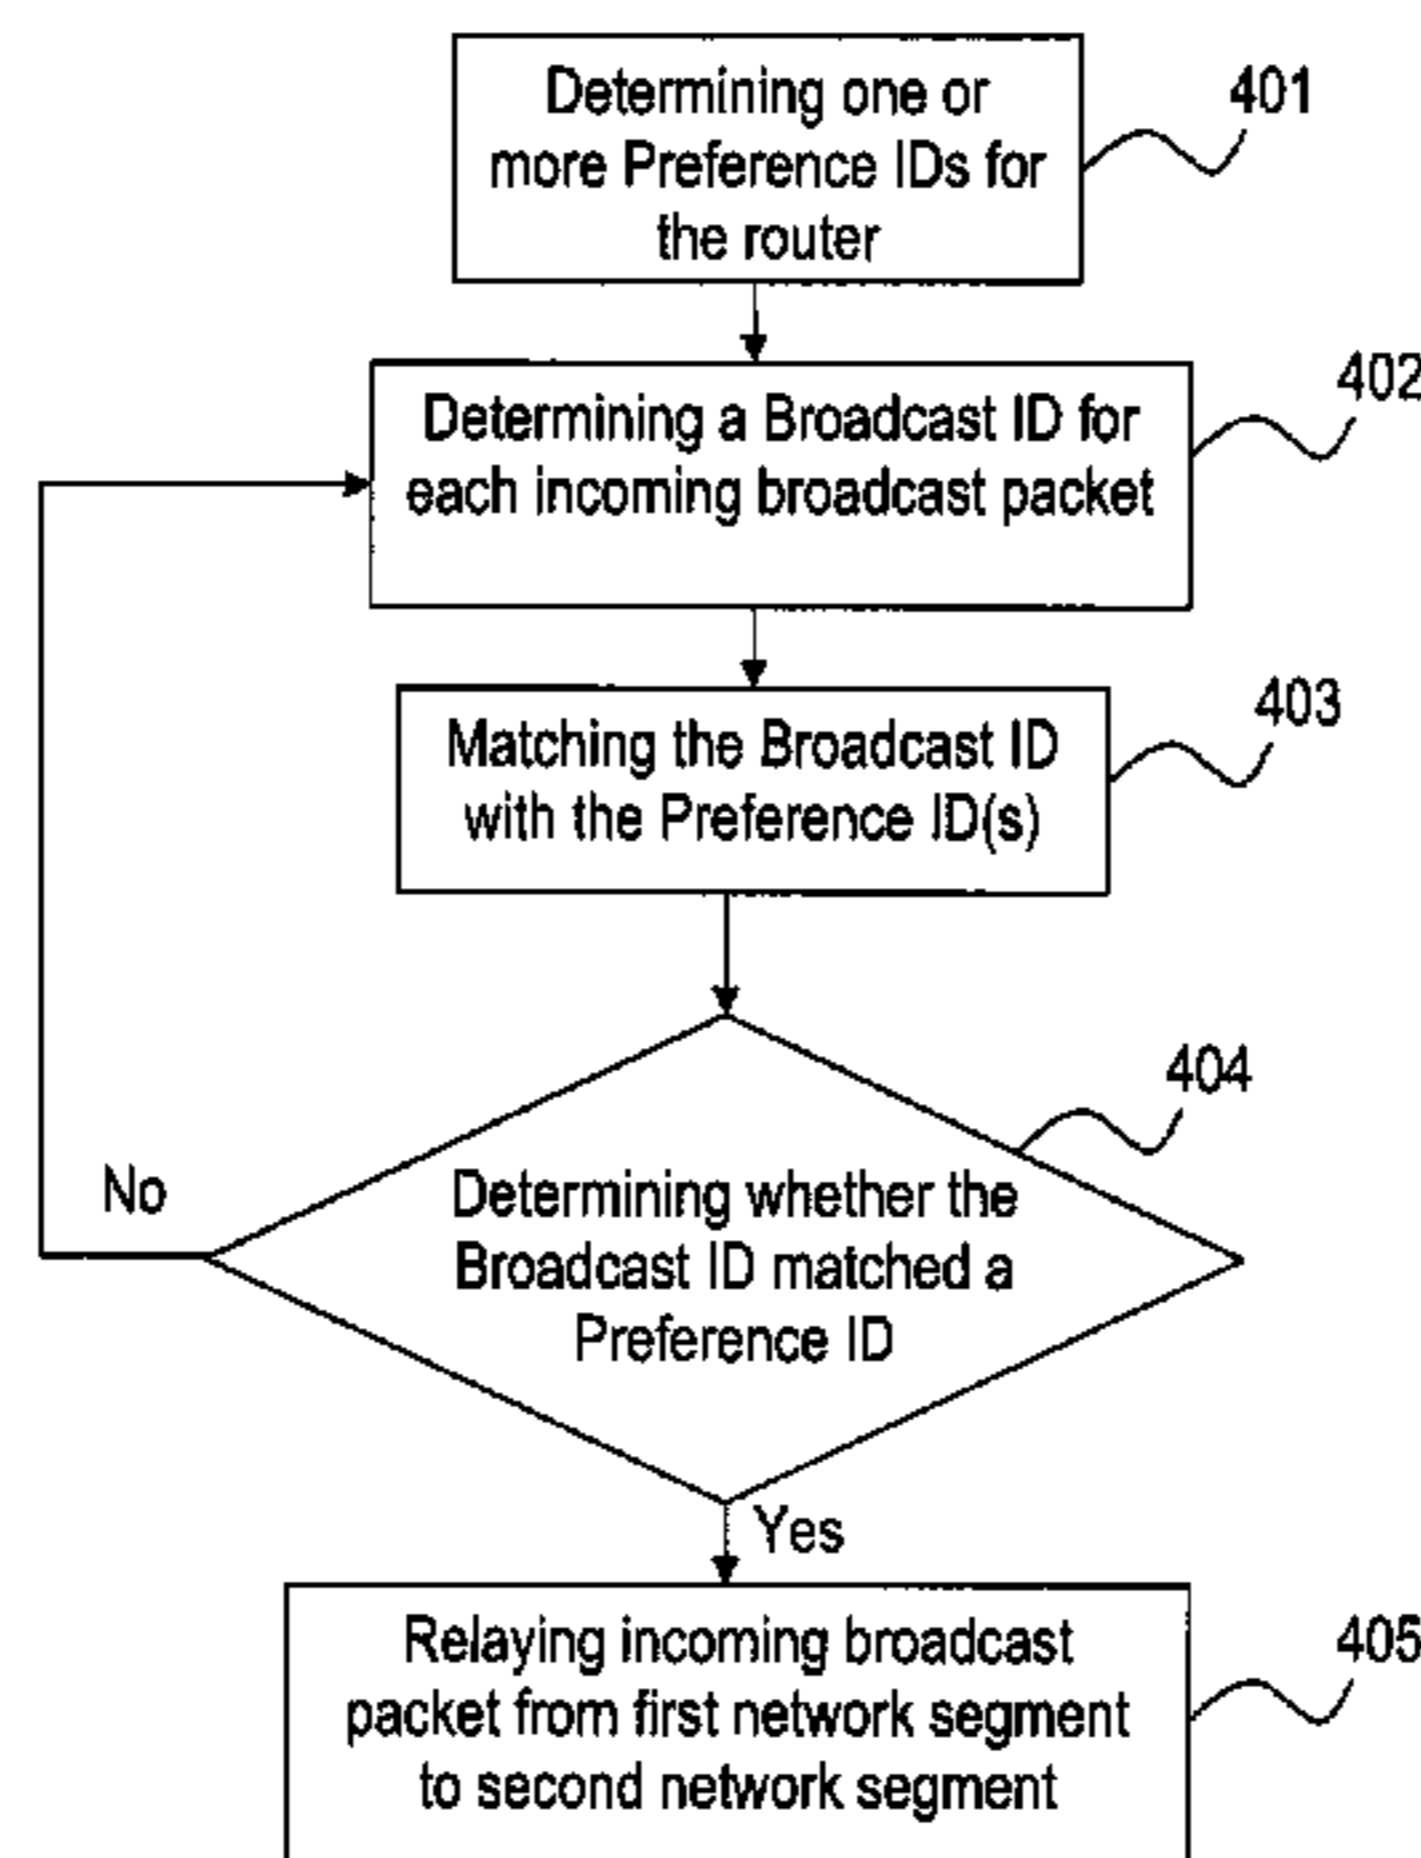 Determining one or
more Preference IDs for
the router
401
Determining a Broadcast ID for
each incoming broadcast packet
402
Matching the Broadcast ID
with the Preference ID(s)
403
404
No
Determining whether the
Broadcast ID matched a
Preference ID
Yes
Relaying incoming broadcast
packet from first network segment
to second network segment
405